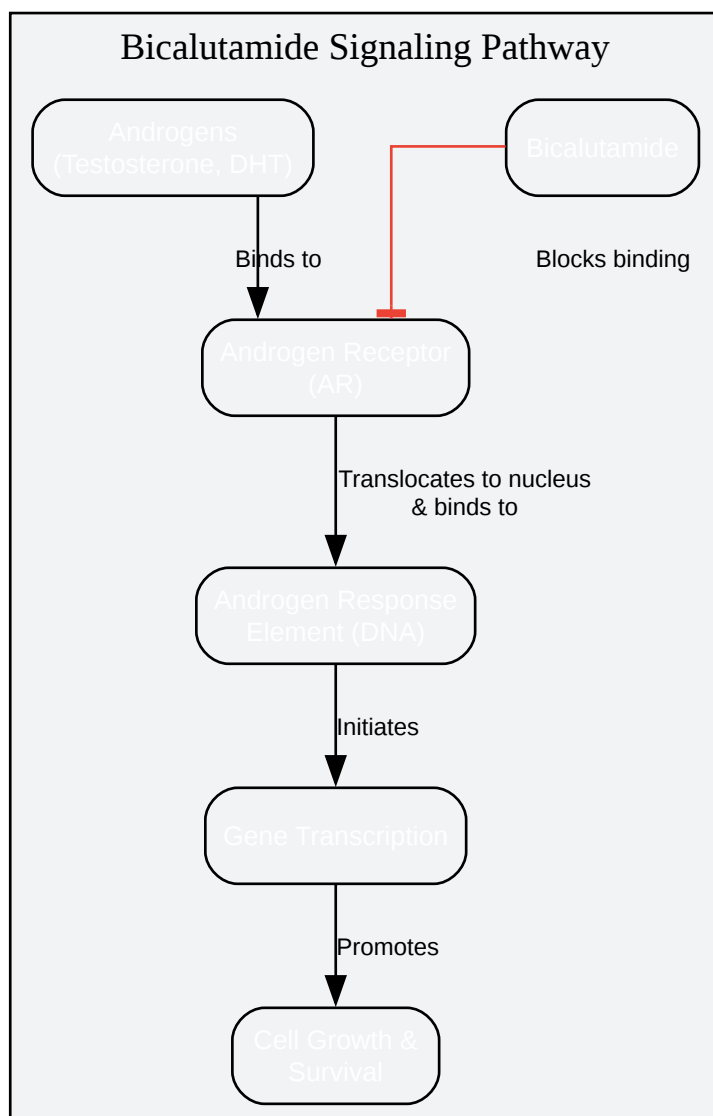 Bicalutamide Signaling Pathway
Androgens
(Testosterone, DHT)
Bicalutamide
Binds to
Blocks binding
Androgen Receptor
(AR)
Translocates to nucleus
& binds to
Androgen Response
Element (DNA)
Initiates
Gene Transcription
Promotes
Cell Growth &
Survival